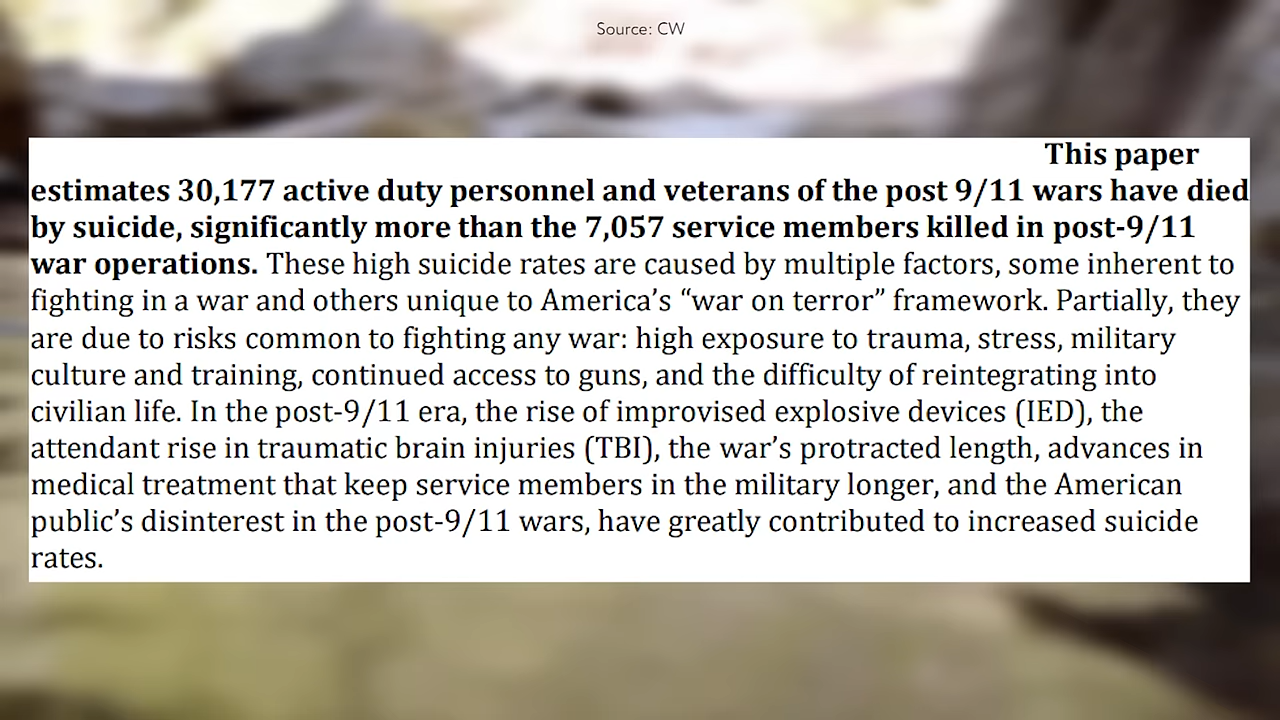 Source: CW
This paper
estimates 30,177 active duty personnel and veterans of the post 9/11 wars have died
by suicide, significantly more than the 7,057 service members killed in post-9/11
war operations. These high suicide rates are caused by multiple factors, some inherent to
fighting in a war and others unique to America’s “war on terror” framework. Partially, they
are due to risks common to fighting any war: high exposure to trauma, stress, military
culture and training, continued access to guns, and the difficulty of reintegrating into
civilian life. In the post-9/11 era, the rise of improvised explosive devices (IED), the
attendant rise in traumatic brain injuries (TBI), the war’s protracted length, advances in
medical treatment that keep service members in the military longer, and the American
public’s disinterest in the post-9/11 wars, have greatly contributed to increased suicide
rates.